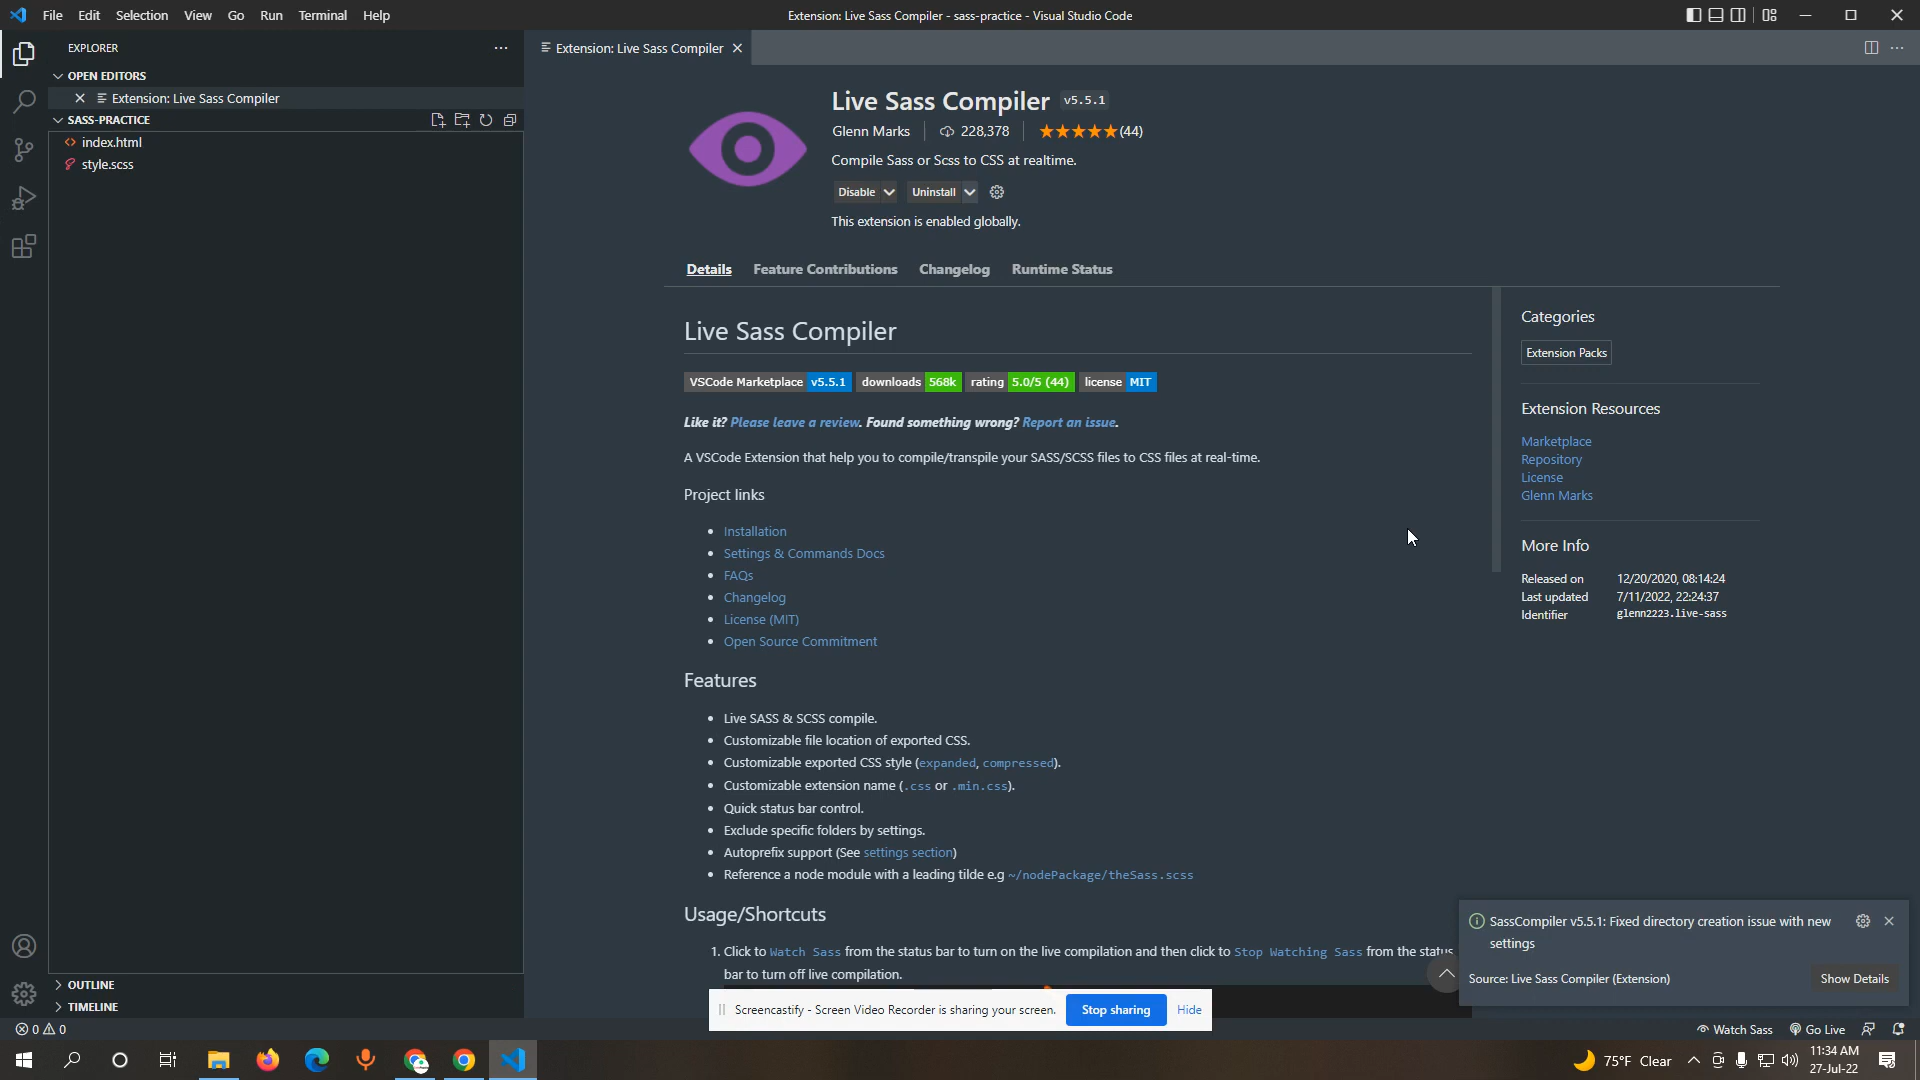 File Edit Selection View Go Run Terminal Help
Extension: Live Sass Compiler - sass-practice - Visual Studio Code
EXPLORER
OPEN EDITORS
Extension: Live Sass Compiler
SASS-PRACTICE
index.html
style.scss
OUTLINE
TIMELINE
Extension: Live Sass Compiler
Live Sass Compiler v5.5.1
Glenn Marks 228,378 (44)
Compile Sass or Scss to CSS at realtime.
Disable Uninstall
This extension is enabled globally.
Details Feature Contributions Changelog Runtime Status
Live Sass Compiler
VSCode Marketplace v5.5.1 downloads 568k rating 5.0/5 (44) license MIT
Like it? Please leave a review. Found something wrong? Report an issue.
A VSCode Extension that help you to compile/transpile your SASS/SCSS files to CSS files at real-time.
Project links
• Installation
• Settings & Commands Docs
• FAQs
• Changelog
• License (MIT)
• Open Source Commitment
Features
• Live SASS & SCSS compile.
• Customizable file location of exported CSS.
• Customizable exported CSS style (expanded, compressed).
• Customizable extension name (.css or .min.css).
• Quick status bar control.
• Exclude specific folders by settings.
• Autoprefix support (See settings section)
• Reference a node module with a leading tilde e.g ~/nodePackage/theSass.scss
Usage/Shortcuts
1. Click to Watch Sass from the status bar to turn on the live compilation and then click to Stop Watching Sass from the status
bar to turn off live compilation.
Categories
Extension Packs
Extension Resources
Marketplace
Repository
License
Glenn Marks
More Info
Released on 12/20/2020, 08:14:24
Last updated 7/11/2022, 22:24:37
Identifier glenn2223.live-sass
SassCompiler v5.5.1: Fixed directory creation issue with new
settings
Source: Live Sass Compiler (Extension) Show Details
Screencastify - Screen Video Recorder is sharing your screen. Stop sharing Hide
0 0
Watch Sass Go Live
75°F Clear
11:34 AM
27-Jul-22